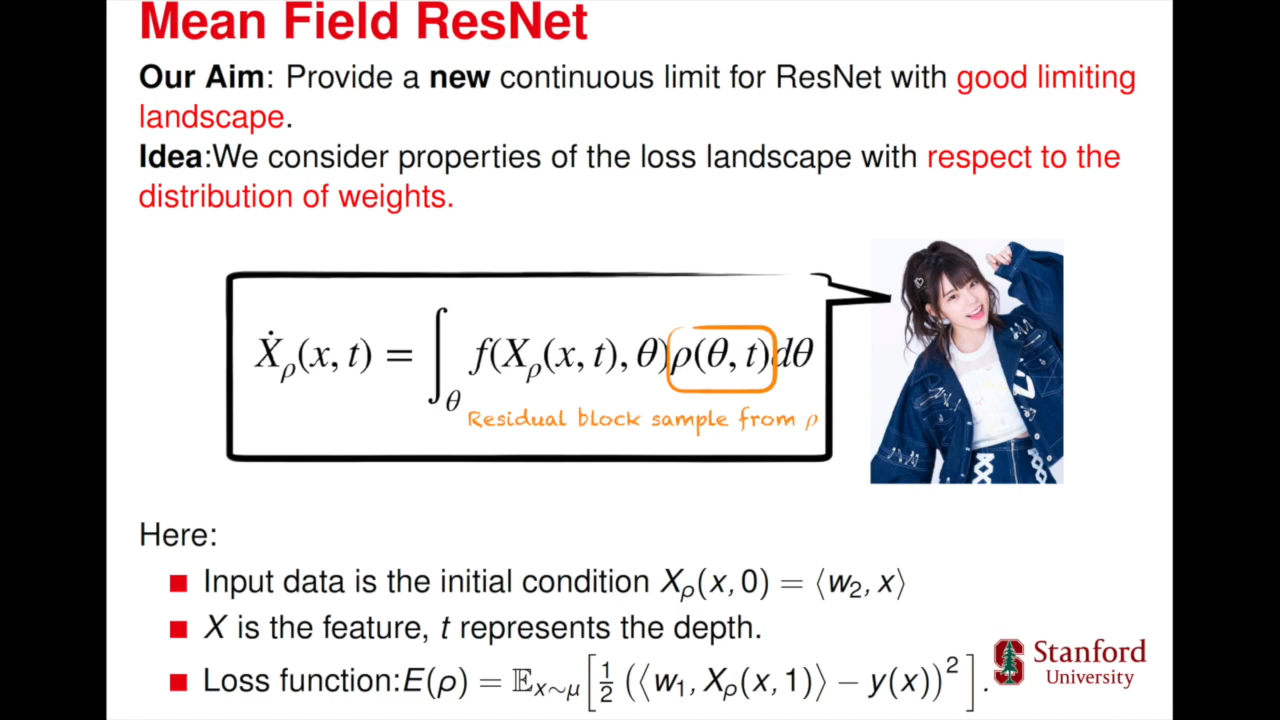 Mean Field ResNet
Our Aim: Provide a new continuous limit for ResNet with good limiting
landscape.
Idea:We consider properties of the loss landscape with respect to the
distribution of weights.
Ẋ_ρ(x, t) = ∫_θ f(X_ρ(x, t), θ)ρ(θ, t)dθ
Residual block sample from ρ
Here:
Input data is the initial condition X_ρ(x, 0) = ⟨w₂, x⟩
X is the feature, t represents the depth.
Loss function:E(ρ) = 𝔼_{x∼μ}[½ (⟨w₁, X_ρ(x, 1)⟩ − y(x))²].
Stanford
University